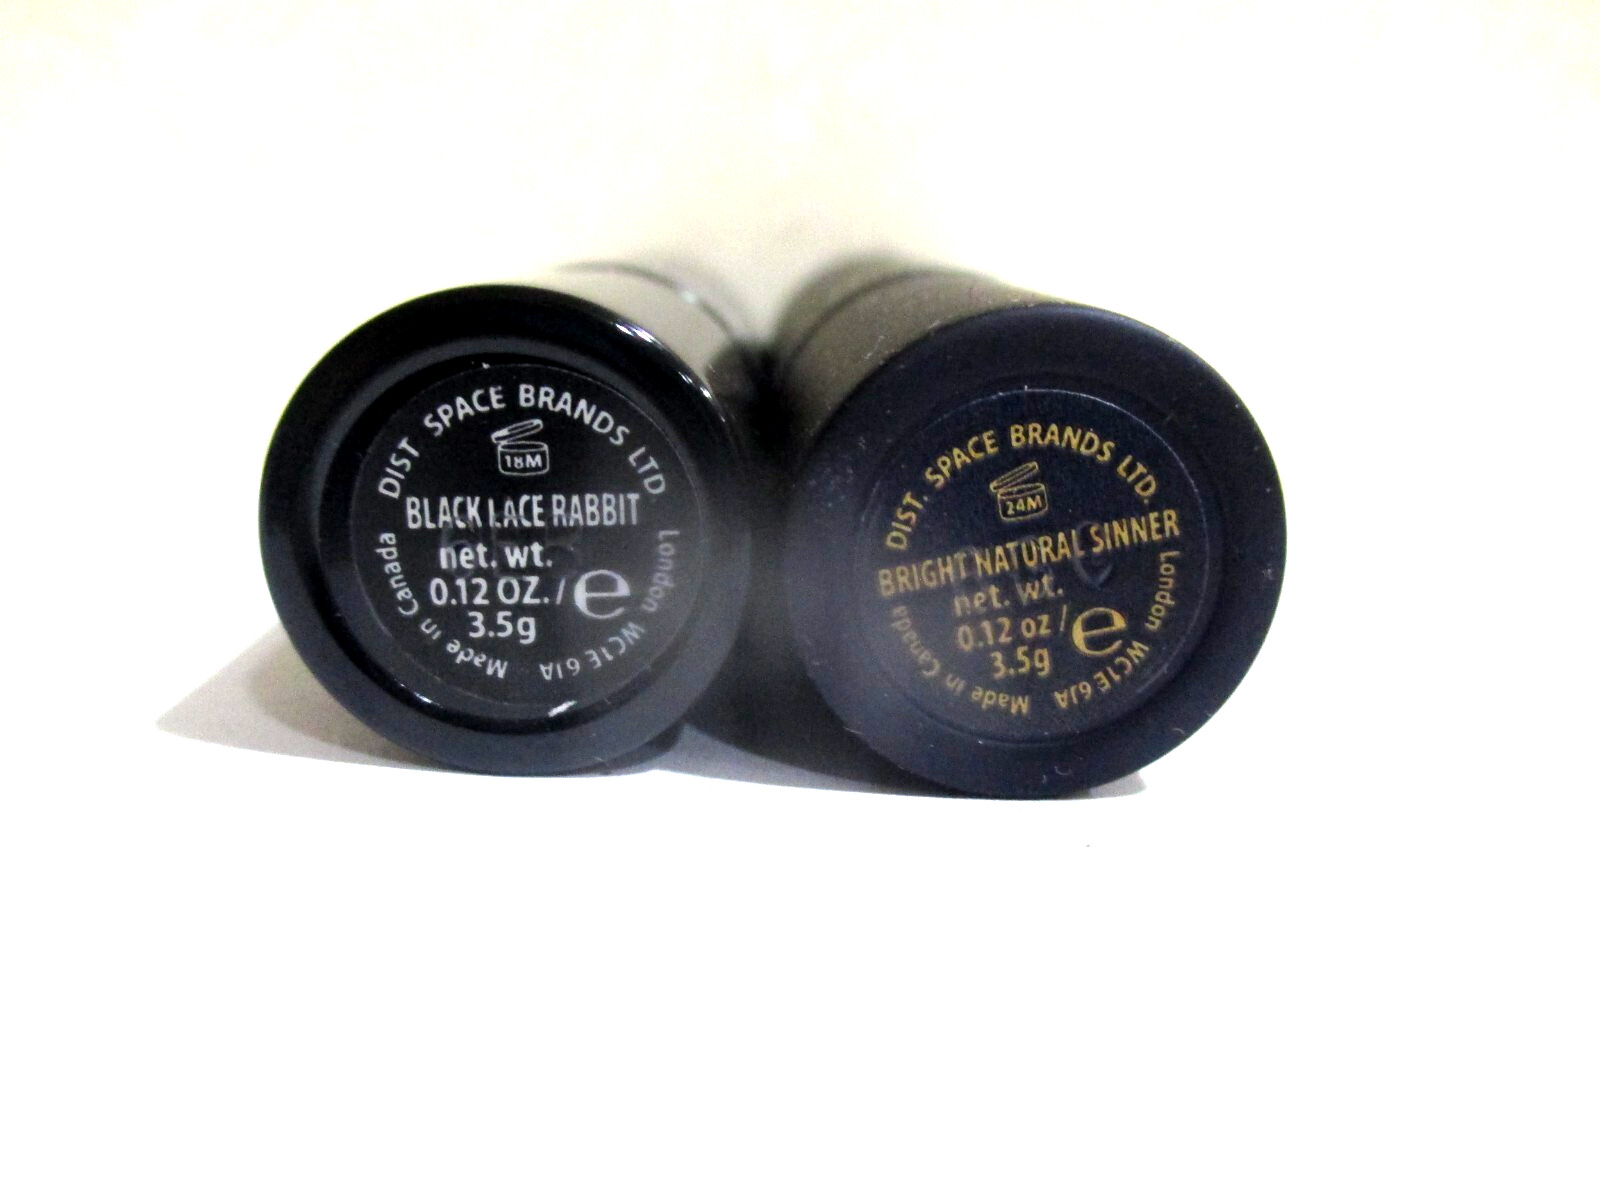 DIST SPACE BRANDS LTD.
18M
BLACK LACE RABBIT
net. wt.
0.12 OZ./ e
3.5g
London WC1E 6JA
Made in Canada
DIST. SPACE BRANDS LTD.
24M
BRIGHT NATURAL SINNER
net. wt.
0.12 oz / e
3.5g
London WC1E 6JA
Made in Canada